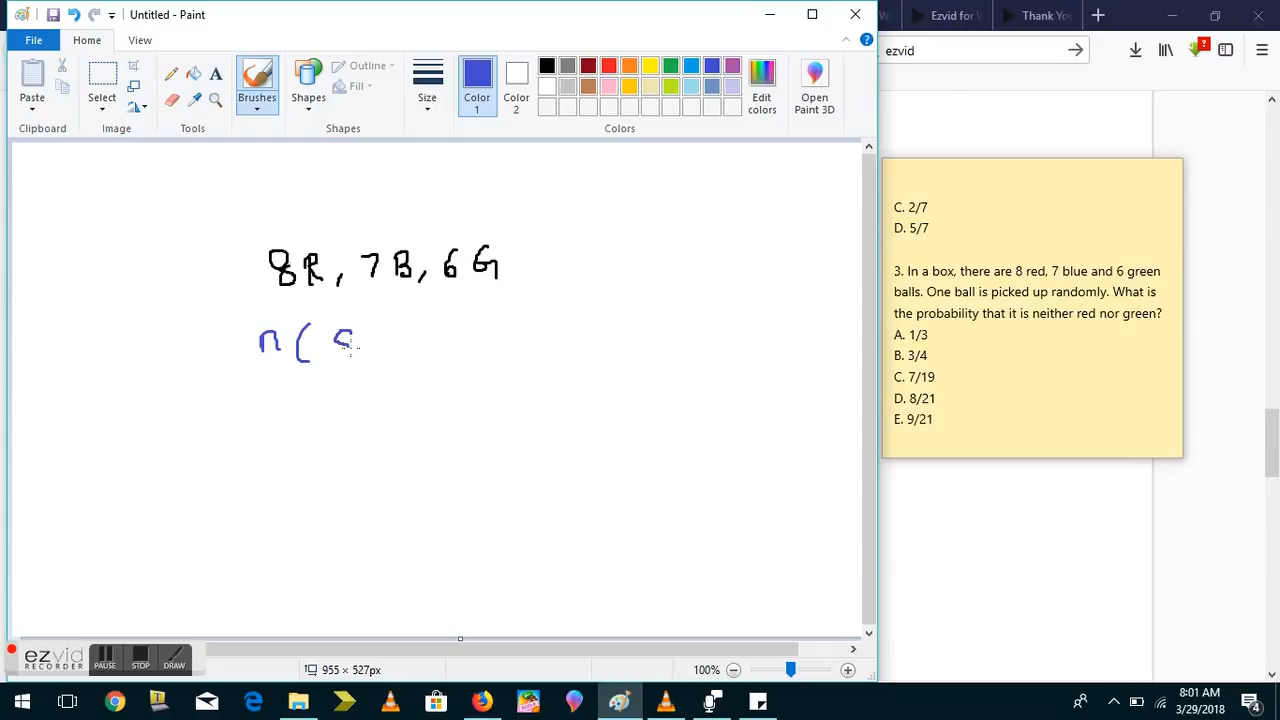 Untitled - Paint
Ezvid for W
Thank You
File
Home
View
ezvid
Paste
Select
Brushes
Shapes
Outline
Fill
Size
Color 1
Color 2
Edit colors
Open Paint 3D
Clipboard
Image
Tools
Shapes
Colors
8R, 7B, 6G
n( S
C. 2/7
D. 5/7
3. In a box, there are 8 red, 7 blue and 6 green
balls. One ball is picked up randomly. What is
the probability that it is neither red nor green?
A. 1/3
B. 3/4
C. 7/19
D. 8/21
E. 9/21
ezvid
RECORDER
PAUSE
STOP
DRAW
955 × 527px
100%
8:01 AM
3/29/2018
4